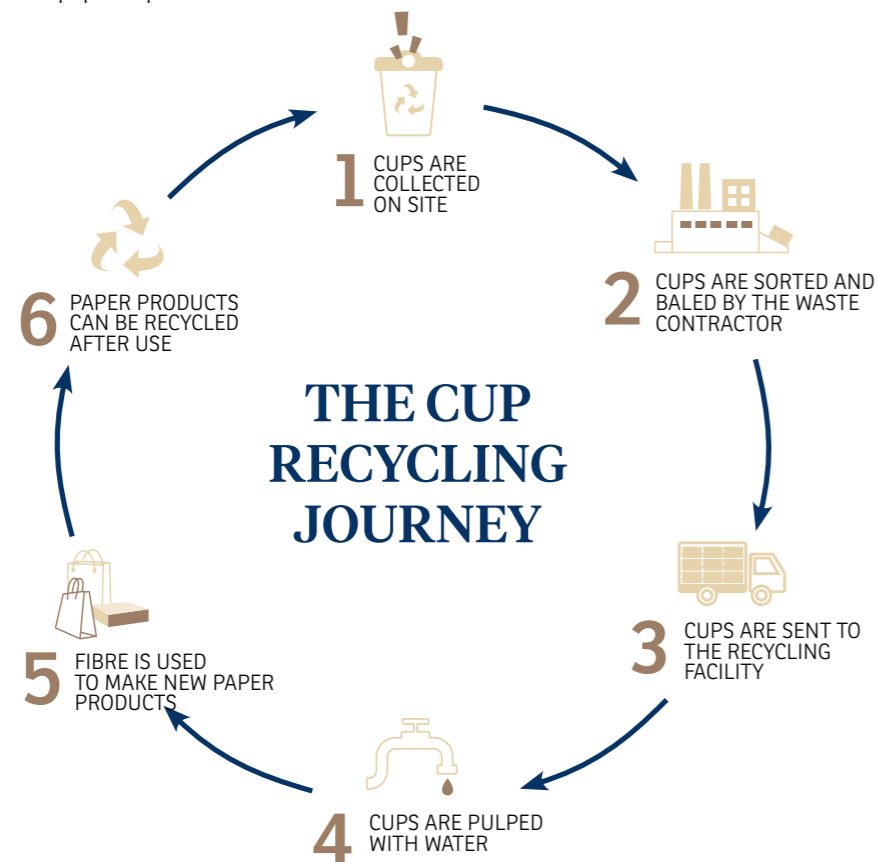 1
CUPS ARE
COLLECTED
ON SITE
2
CUPS ARE SORTED AND
BALED BY THE WASTE
CONTRACTOR
6
PAPER PRODUCTS
CAN BE RECYCLED
AFTER USE
THE CUP
RECYCLING
JOURNEY
3
CUPS ARE SENT TO
THE RECYCLING
FACILITY
5
FIBRE IS USED
TO MAKE NEW PAPER
PRODUCTS
4
CUPS ARE PULPED
WITH WATER